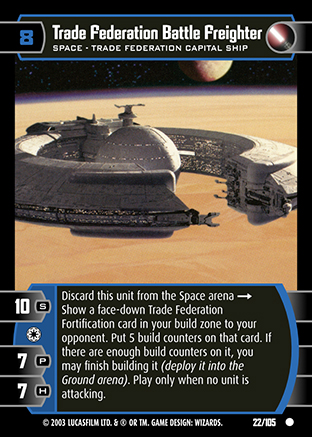 8 Trade Federation Battle Freighter
SPACE - TRADE FEDERATION CAPITAL SHIP
10 S
7 P
7 H
Discard this unit from the Space arena →
Show a face-down Trade Federation
Fortification card in your build zone to your
opponent. Put 5 build counters on that card. If
there are enough build counters on it, you
may finish building it (deploy it into the
Ground arena). Play only when no unit is
attacking.
© 2003 LUCASFILM LTD. & ® OR TM. GAME DESIGN: WIZARDS. 22/105